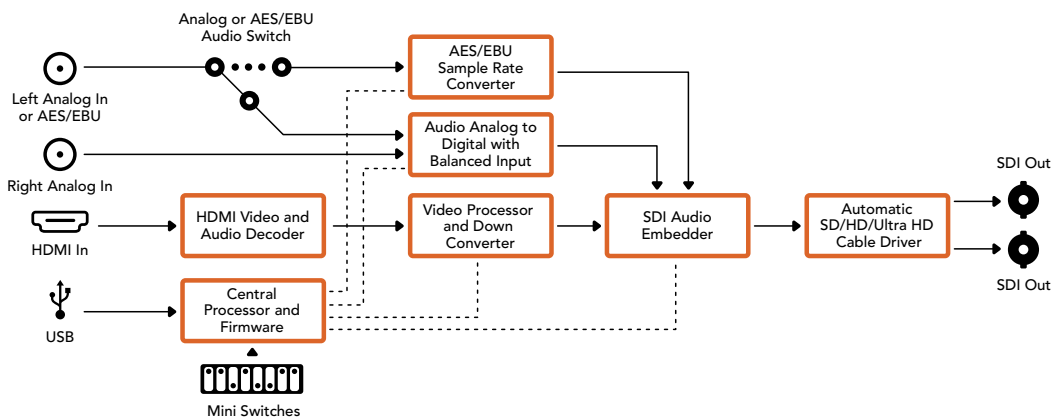 Analog or AES/EBU
Audio Switch
Left Analog In
or AES/EBU
AES/EBU
Sample Rate
Converter
Right Analog In
Audio Analog to
Digital with
Balanced Input
HDMI In
HDMI Video and
Audio Decoder
Video Processor
and Down
Converter
SDI Audio
Embedder
Automatic
SD/HD/Ultra HD
Cable Driver
SDI Out
SDI Out
USB
Central
Processor and
Firmware
Mini Switches